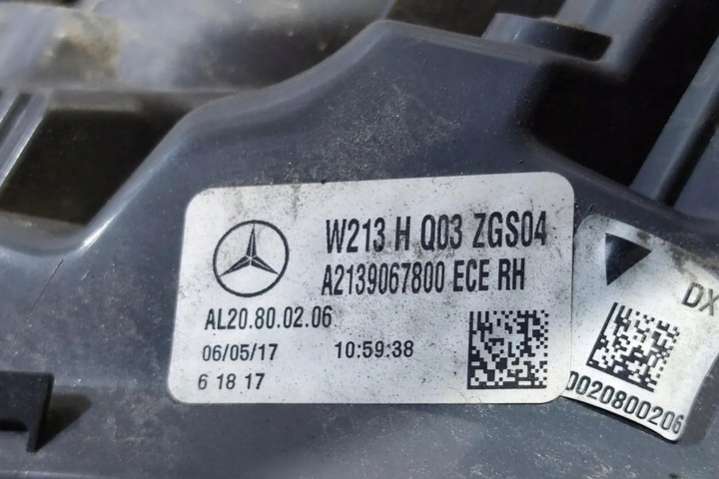 W213 H Q03 ZGS04
A2139067800 ECE RH
AL20.80.02.06
06/05/17 10:59:38
6 18 17
DX
0020800206